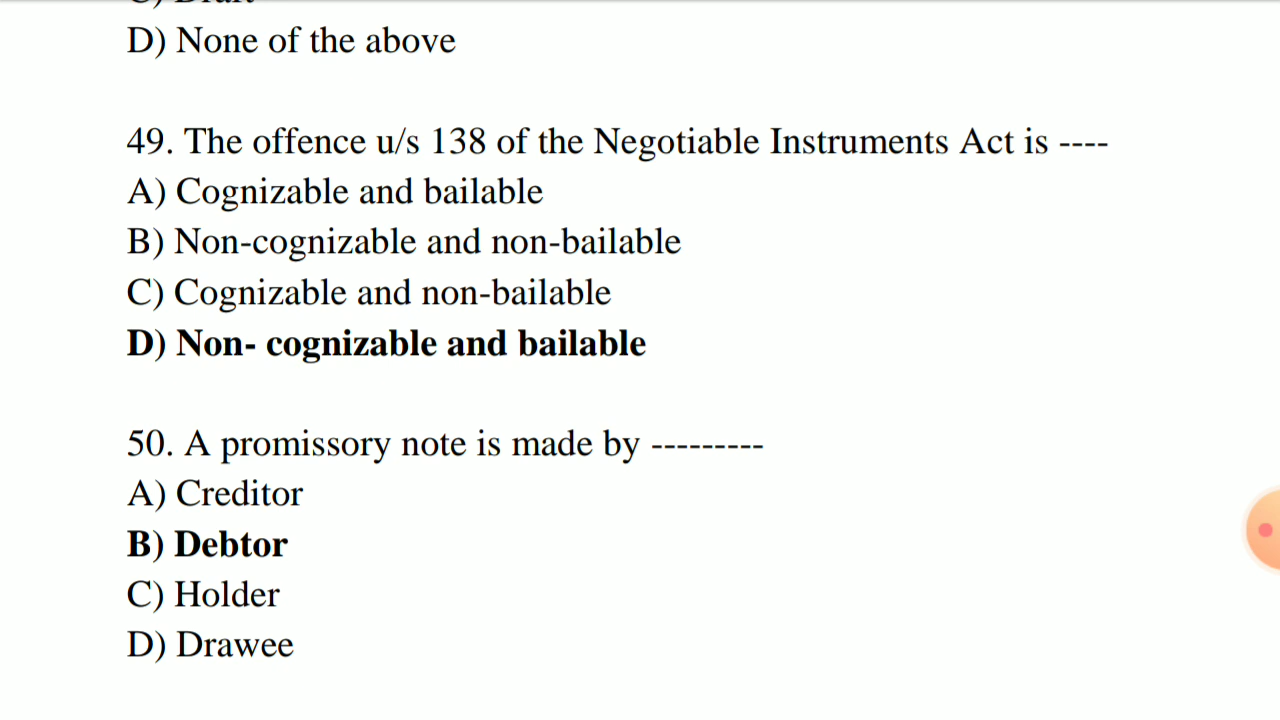 D) None of the above
49. The offence u/s 138 of the Negotiable Instruments Act is ----
A) Cognizable and bailable
B) Non-cognizable and non-bailable
C) Cognizable and non-bailable
D) Non- cognizable and bailable
50. A promissory note is made by ---------
A) Creditor
B) Debtor
C) Holder
D) Drawee